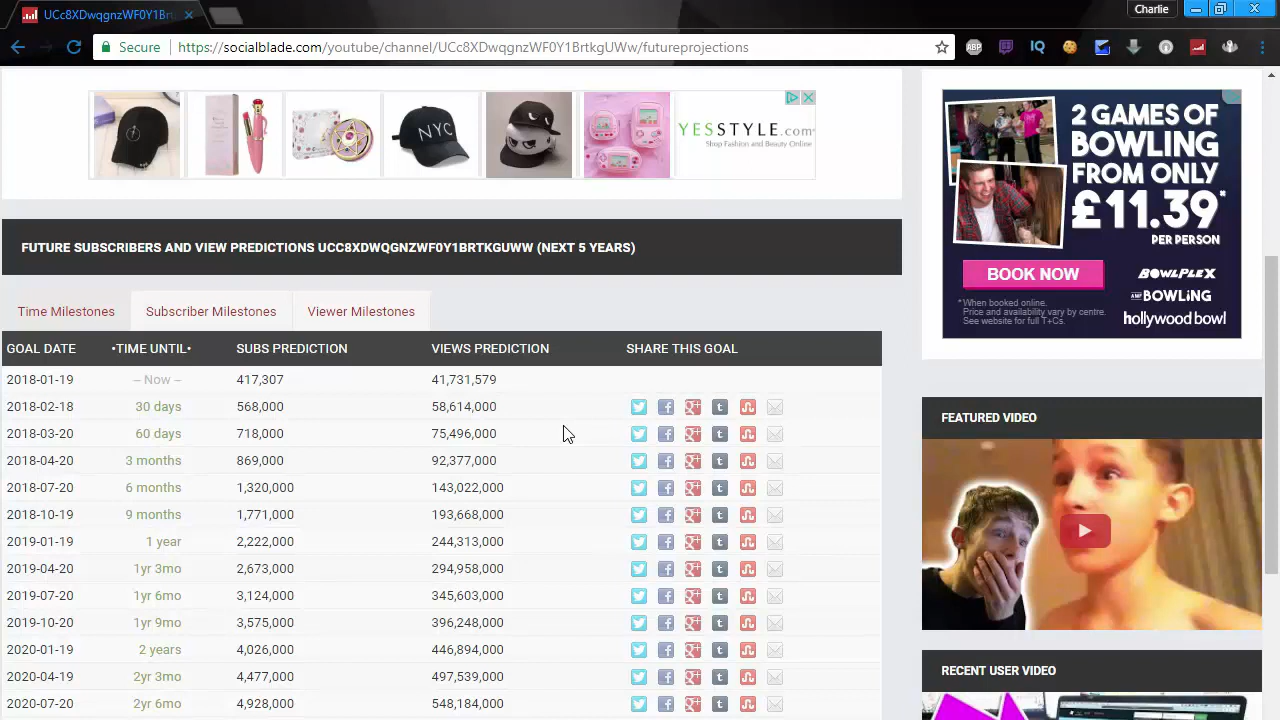 UCc8XDwqgnzWF0Y1Br
Charlie
Secure
https://socialblade.com/youtube/channel/UCc8XDwqgnzWF0Y1BrtkgUWw/futureprojections
ABP
IQ
NYC
YESSTYLE.com
Shop Fashion and Beauty Online
2 GAMES OF
BOWLING
FROM ONLY
£11.39*
PER PERSON
BOOK NOW
BOWLPLEX
AMF BOWLING
hollywood bowl
*When booked online.
Price and availability vary by centre.
See website for full T+Cs.
FUTURE SUBSCRIBERS AND VIEW PREDICTIONS UCC8XDWQGNZWF0Y1BRTKGUWW (NEXT 5 YEARS)
Time Milestones Subscriber Milestones Viewer Milestones
GOAL DATE •TIME UNTIL• SUBS PREDICTION VIEWS PREDICTION SHARE THIS GOAL
2018-01-19 -- Now -- 417,307 41,731,579
2018-02-18 30 days 568,000 58,614,000
2018-03-20 60 days 718,000 75,496,000
2018-04-20 3 months 869,000 92,377,000
2018-07-20 6 months 1,320,000 143,022,000
2018-10-19 9 months 1,771,000 193,668,000
2019-01-19 1 year 2,222,000 244,313,000
2019-04-20 1yr 3mo 2,673,000 294,958,000
2019-07-20 1yr 6mo 3,124,000 345,603,000
2019-10-20 1yr 9mo 3,575,000 396,248,000
2020-01-19 2 years 4,026,000 446,894,000
2020-04-19 2yr 3mo 4,477,000 497,539,000
2020-07-20 2yr 6mo 4,928,000 548,184,000
FEATURED VIDEO
RECENT USER VIDEO